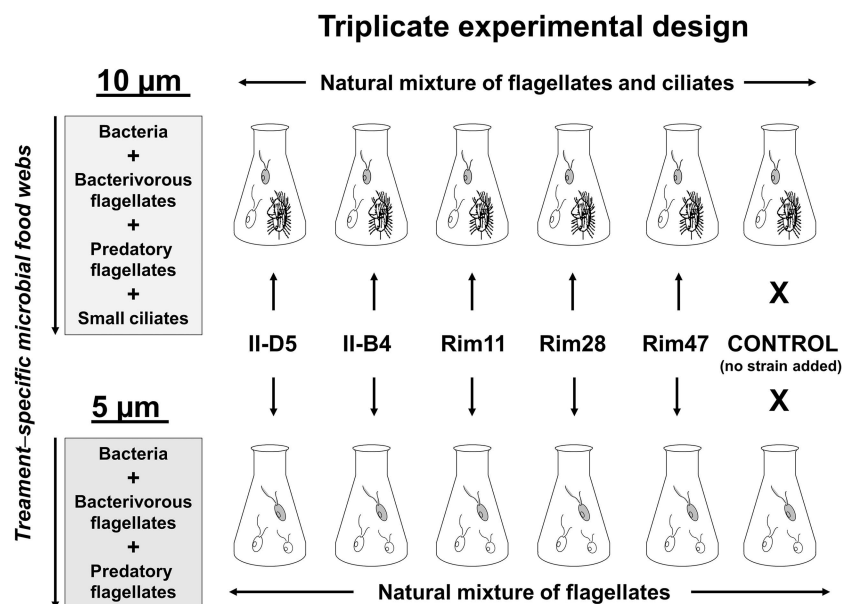 Triplicate experimental design
10 µm
Natural mixture of flagellates and ciliates
Treament–specific microbial food webs
Bacteria
+
Bacterivorous
flagellates
+
Predatory
flagellates
+
Small ciliates
X
II-D5 II-B4 Rim11 Rim28 Rim47 CONTROL
(no strain added)
X
5 µm
Bacteria
+
Bacterivorous
flagellates
+
Predatory
flagellates
Natural mixture of flagellates